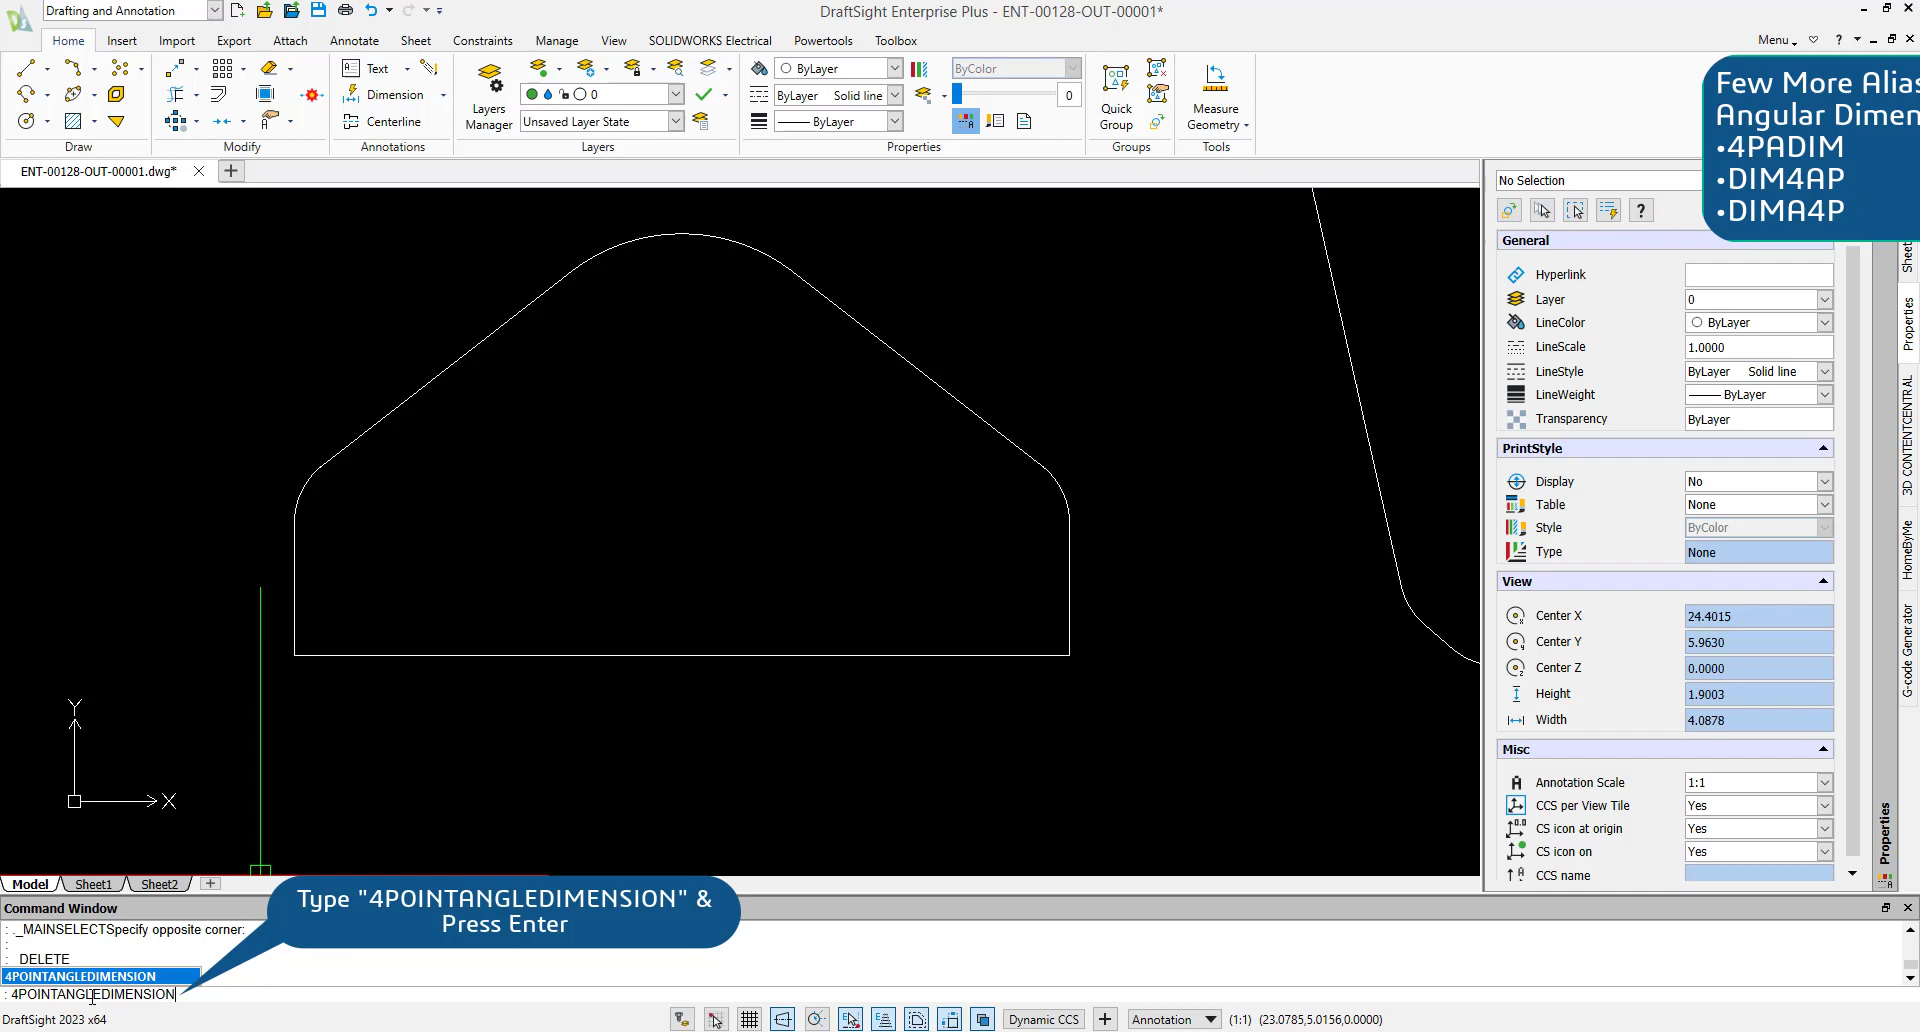 Drafting and Annotation
DraftSight Enterprise Plus - ENT-00128-OUT-00001*
Home
Insert
Import
Export
Attach
Annotate
Sheet
Constraints
Manage
View
SOLIDWORKS Electrical
Powertools
Toolbox
Menu
?
Text
Dimension
Centerline
Layers
Manager
0
Unsaved Layer State
ByLayer
ByLayer Solid line
ByLayer
ByColor
0
Quick
Group
Measure
Geometry
Draw
Modify
Annotations
Layers
Properties
Groups
Tools
Few More Alias
Angular Dimen
•4PADIM
•DIM4AP
•DIMA4P
ENT-00128-OUT-00001.dwg*
No Selection
?
General
Hyperlink
Layer 0
LineColor ByLayer
LineScale 1.0000
LineStyle ByLayer Solid line
LineWeight ByLayer
Transparency ByLayer
PrintStyle
Display No
Table None
Style ByColor
Type None
View
Center X 24.4015
Center Y 5.9630
Center Z 0.0000
Height 1.9003
Width 4.0878
Misc
Annotation Scale 1:1
CCS per View Tile Yes
CS icon at origin Yes
CS icon on Yes
CCS name
Sheet
Properties
3D CONTENTCENTRAL
HomeByMe
G-code Generator
Properties
Y
X
Model
Sheet1
Sheet2
Command Window
: ._MAINSELECTSpecify opposite corner:
:
: _DELETE
4POINTANGLEDIMENSION
: 4POINTANGLEDIMENSION
Type "4POINTANGLEDIMENSION" &
Press Enter
DraftSight 2023 x64
Dynamic CCS
Annotation
(1:1)
(23.0785,5.0156,0.0000)